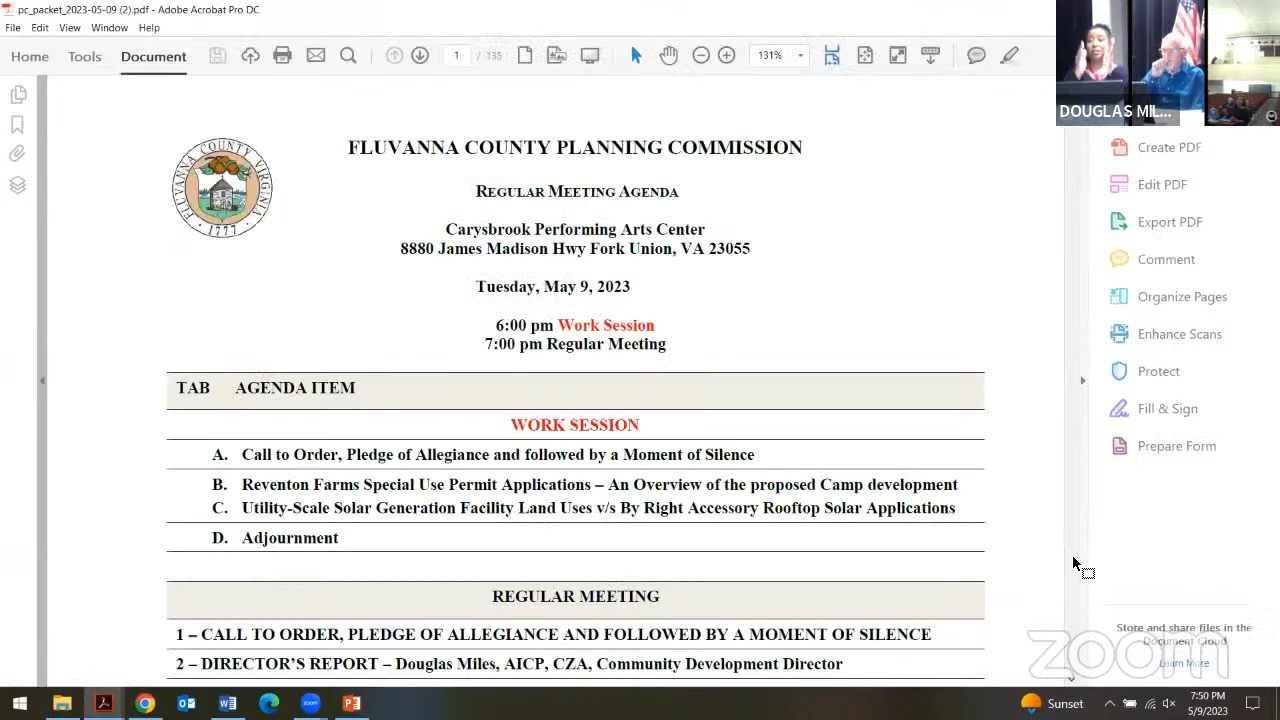 pc_packet_2023-05-09 (2).pdf - Adobe Acrobat Pro DC
File Edit View Window Help
Home Tools Document 1 / 135 131%
DOUGLAS MIL...
FLUVANNA COUNTY VIRGINIA
1777
FLUVANNA COUNTY PLANNING COMMISSION
REGULAR MEETING AGENDA
Carysbrook Performing Arts Center
8880 James Madison Hwy Fork Union, VA 23055
Tuesday, May 9, 2023
6:00 pm Work Session
7:00 pm Regular Meeting
TAB AGENDA ITEM
WORK SESSION
A. Call to Order, Pledge of Allegiance and followed by a Moment of Silence
B. Reventon Farms Special Use Permit Applications – An Overview of the proposed Camp development
C. Utility-Scale Solar Generation Facility Land Uses v/s By Right Accessory Rooftop Solar Applications
D. Adjournment
REGULAR MEETING
1 – CALL TO ORDER, PLEDGE OF ALLEGIANCE AND FOLLOWED BY A MOMENT OF SILENCE
2 – DIRECTOR’S REPORT – Douglas Miles, AICP, CZA, Community Development Director
Create PDF
Edit PDF
Export PDF
Comment
Organize Pages
Enhance Scans
Protect
Fill & Sign
Prepare Form
Store and share files in the
Document Cloud
Learn More
zoom
Sunset
7:50 PM
5/9/2023